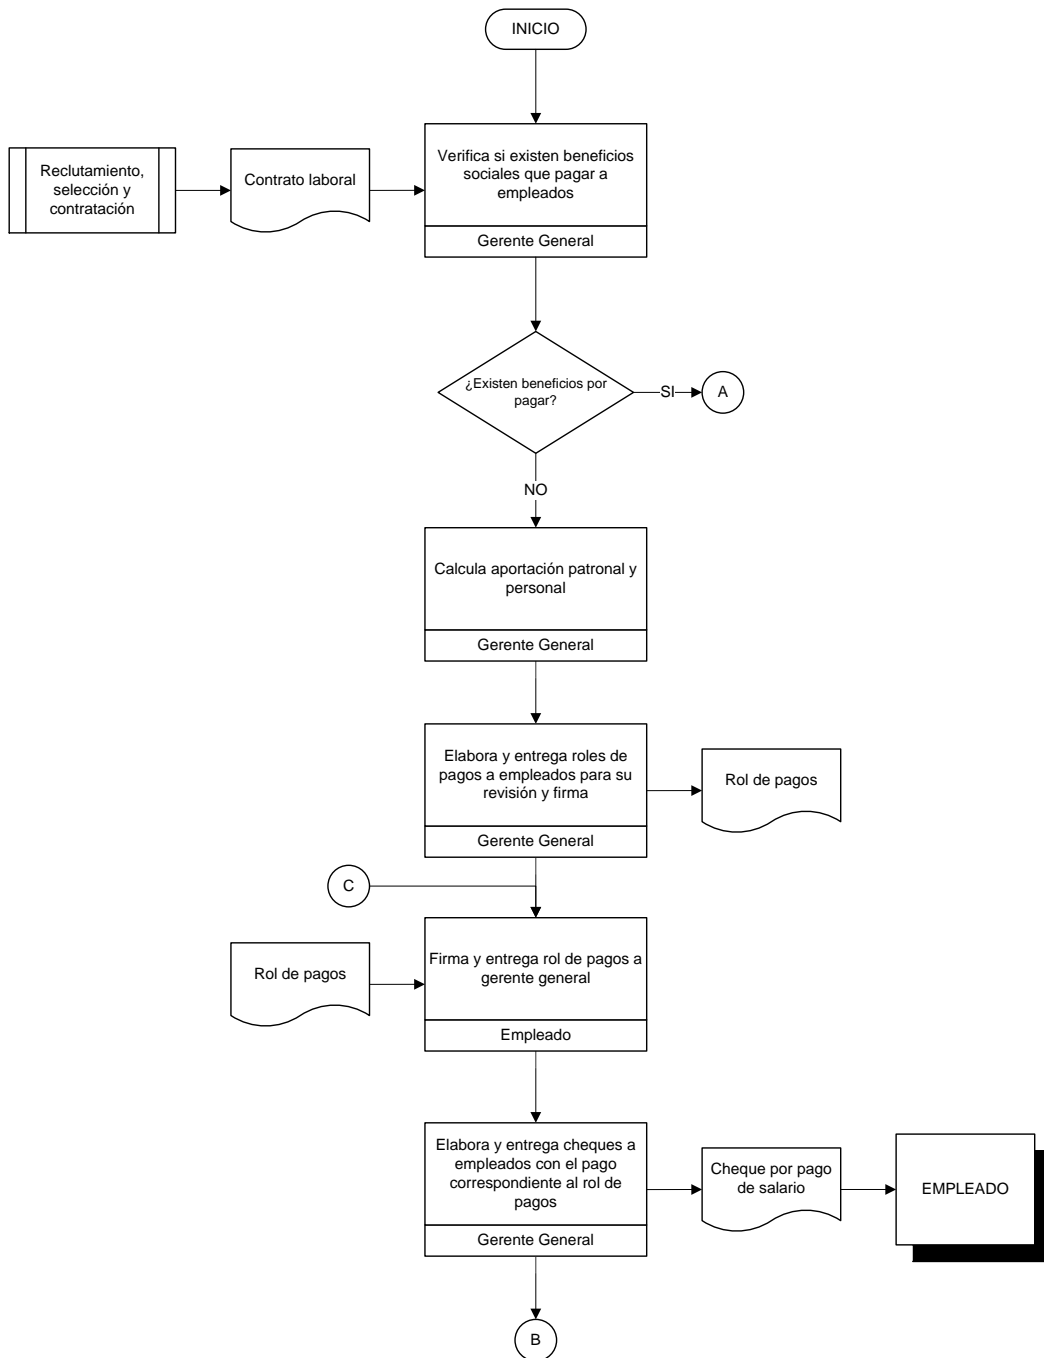 INICIO
Reclutamiento,
selección y
contratación
Contrato laboral
Verifica si existen beneficios
sociales que pagar a
empleados
Gerente General
¿Existen beneficios por
pagar?
SI
A
NO
Calcula aportación patronal y
personal
Gerente General
Elabora y entrega roles de
pagos a empleados para su
revisión y firma
Gerente General
Rol de pagos
C
Rol de pagos
Firma y entrega rol de pagos a
gerente general
Empleado
Elabora y entrega cheques a
empleados con el pago
correspondiente al rol de
pagos
Gerente General
Cheque por pago
de salario
EMPLEADO
B